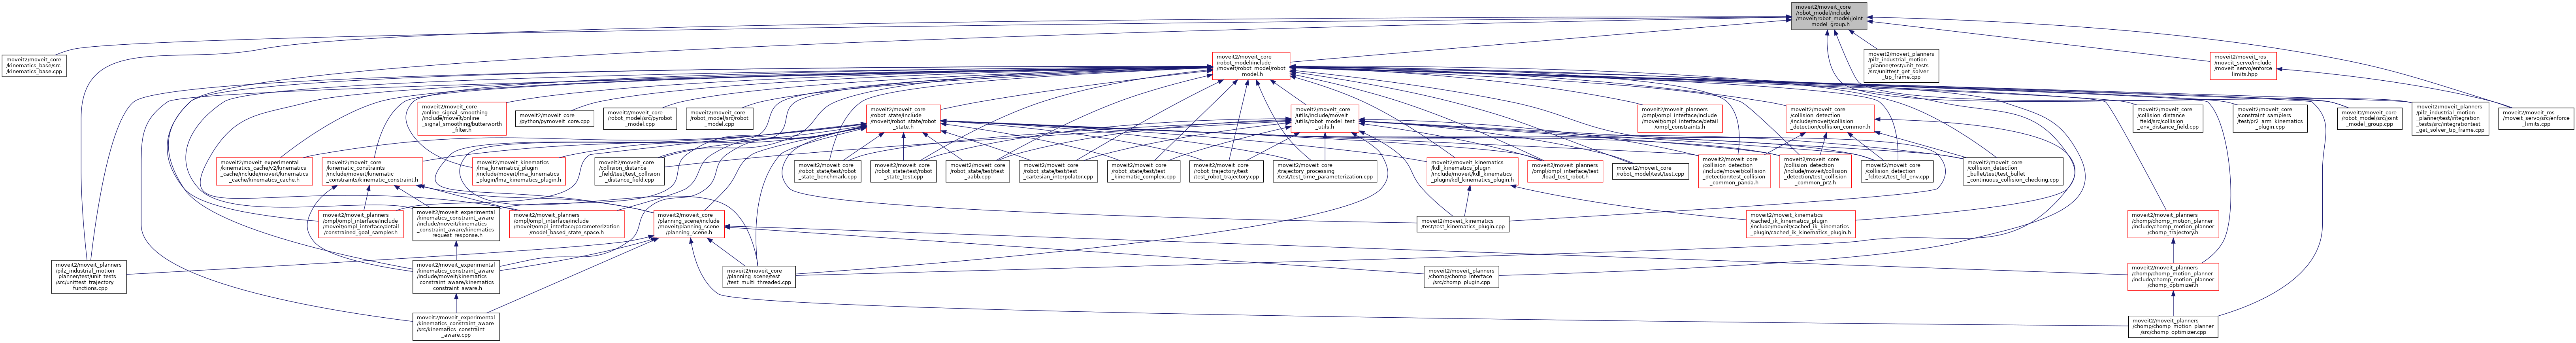 moveit2/moveit_core
/robot_model/include
/moveit/robot_model/joint
_model_group.h
moveit2/moveit_core
/kinematics_base/src
/kinematics_base.cpp
moveit2/moveit_core
/robot_model/include
/moveit/robot_model/robot
_model.h
moveit2/moveit_planners
/pilz_industrial_motion
_planner/test/unit_tests
/src/unittest_get_solver
_tip_frame.cpp
moveit2/moveit_ros
/moveit_servo/include
/moveit_servo/enforce
_limits.hpp
moveit2/moveit_core
/online_signal_smoothing
/include/moveit/online
_signal_smoothing/butterworth
_filter.h
moveit2/moveit_core
/python/pymoveit_core.cpp
moveit2/moveit_core
/robot_model/src/pyrobot
_model.cpp
moveit2/moveit_core
/robot_model/src/robot
_model.cpp
moveit2/moveit_core
/robot_state/include
/moveit/robot_state/robot
_state.h
moveit2/moveit_core
/utils/include/moveit
/utils/robot_model_test
_utils.h
moveit2/moveit_planners
/ompl/ompl_interface/include
/moveit/ompl_interface/detail
/ompl_constraints.h
moveit2/moveit_core
/collision_detection
/include/moveit/collision
_detection/collision_common.h
moveit2/moveit_core
/collision_distance
_field/src/collision
_env_distance_field.cpp
moveit2/moveit_core
/constraint_samplers
/test/pr2_arm_kinematics
_plugin.cpp
moveit2/moveit_core
/robot_model/src/joint
_model_group.cpp
moveit2/moveit_planners
/pilz_industrial_motion
_planner/test/integration
_tests/src/integrationtest
_get_solver_tip_frame.cpp
moveit2/moveit_ros
/moveit_servo/src/enforce
_limits.cpp
moveit2/moveit_experimental
/kinematics_cache/v2/kinematics
_cache/include/moveit/kinematics
_cache/kinematics_cache.h
moveit2/moveit_core
/kinematic_constraints
/include/moveit/kinematic
_constraints/kinematic_constraint.h
moveit2/moveit_kinematics
/lma_kinematics_plugin
/include/moveit/lma_kinematics
_plugin/lma_kinematics_plugin.h
moveit2/moveit_core
/collision_distance
_field/test/test_collision
_distance_field.cpp
moveit2/moveit_core
/robot_state/test/robot
_state_benchmark.cpp
moveit2/moveit_core
/robot_state/test/robot
_state_test.cpp
moveit2/moveit_core
/robot_state/test/test
_aabb.cpp
moveit2/moveit_core
/robot_state/test/test
_cartesian_interpolator.cpp
moveit2/moveit_core
/robot_state/test/test
_kinematic_complex.cpp
moveit2/moveit_core
/robot_trajectory/test
/test_robot_trajectory.cpp
moveit2/moveit_core
/trajectory_processing
/test/test_time_parameterization.cpp
moveit2/moveit_kinematics
/kdl_kinematics_plugin
/include/moveit/kdl_kinematics
_plugin/kdl_kinematics_plugin.h
moveit2/moveit_planners
/ompl/ompl_interface/test
/load_test_robot.h
moveit2/moveit_core
/robot_model/test/test.cpp
moveit2/moveit_core
/collision_detection
/include/moveit/collision
_detection/test_collision
_common_panda.h
moveit2/moveit_core
/collision_detection
/include/moveit/collision
_detection/test_collision
_common_pr2.h
moveit2/moveit_core
/collision_detection
_fcl/test/test_fcl_env.cpp
moveit2/moveit_core
/collision_detection
_bullet/test/test_bullet
_continuous_collision_checking.cpp
moveit2/moveit_planners
/ompl/ompl_interface/include
/moveit/ompl_interface/detail
/constrained_goal_sampler.h
moveit2/moveit_experimental
/kinematics_constraint_aware
/include/moveit/kinematics
_constraint_aware/kinematics
_request_response.h
moveit2/moveit_planners
/ompl/ompl_interface/include
/moveit/ompl_interface/parameterization
/model_based_state_space.h
moveit2/moveit_core
/planning_scene/include
/moveit/planning_scene
/planning_scene.h
moveit2/moveit_kinematics
/test/test_kinematics_plugin.cpp
moveit2/moveit_kinematics
/cached_ik_kinematics_plugin
/include/moveit/cached_ik_kinematics
_plugin/cached_ik_kinematics_plugin.h
moveit2/moveit_planners
/chomp/chomp_motion_planner
/include/chomp_motion_planner
/chomp_trajectory.h
moveit2/moveit_planners
/pilz_industrial_motion
_planner/test/unit_tests
/src/unittest_trajectory
_functions.cpp
moveit2/moveit_experimental
/kinematics_constraint_aware
/include/moveit/kinematics
_constraint_aware/kinematics
_constraint_aware.h
moveit2/moveit_core
/planning_scene/test
/test_multi_threaded.cpp
moveit2/moveit_planners
/chomp/chomp_interface
/src/chomp_plugin.cpp
moveit2/moveit_planners
/chomp/chomp_motion_planner
/include/chomp_motion_planner
/chomp_optimizer.h
moveit2/moveit_experimental
/kinematics_constraint_aware
/src/kinematics_constraint
_aware.cpp
moveit2/moveit_planners
/chomp/chomp_motion_planner
/src/chomp_optimizer.cpp